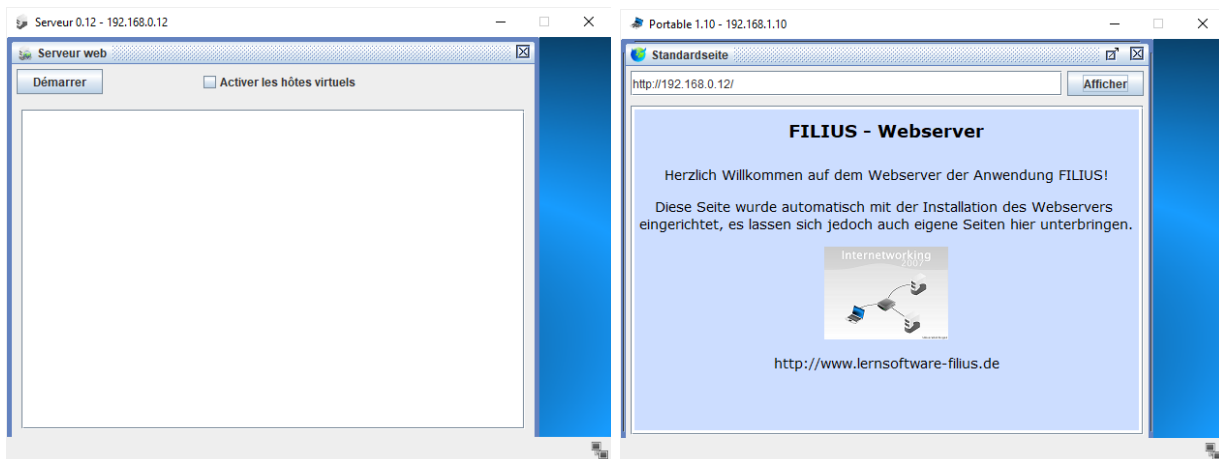 Serveur 0.12 - 192.168.0.12
Serveur web
Démarrer
Activer les hôtes virtuels
Portable 1.10 - 192.168.1.10
Standardseite
http://192.168.0.12/
Afficher
FILIUS - Webserver
Herzlich Willkommen auf dem Webserver der Anwendung FILIUS!
Diese Seite wurde automatisch mit der Installation des Webservers
eingerichtet, es lassen sich jedoch auch eigene Seiten hier unterbringen.
Internetworking
2007
http://www.lernsoftware-filius.de